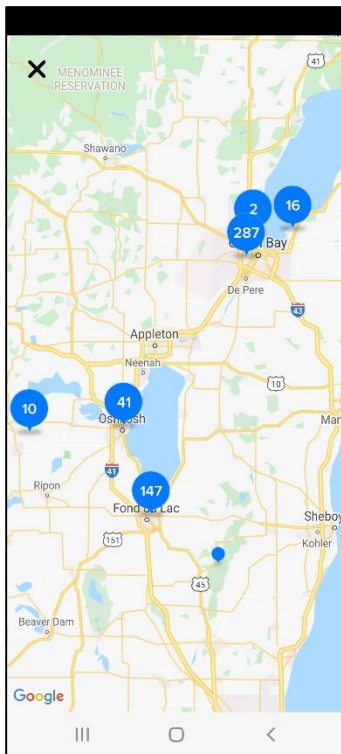 41
MENOMINEE
RESERVATION
Shawano
2
16
287
Bay
De Pere
43
Appleton
Neenah
10
41
10
Oshkosh
Man
41
Ripon
147
Fond du Lac
Sheboy
Kohler
151
45
Beaver Dam
Google